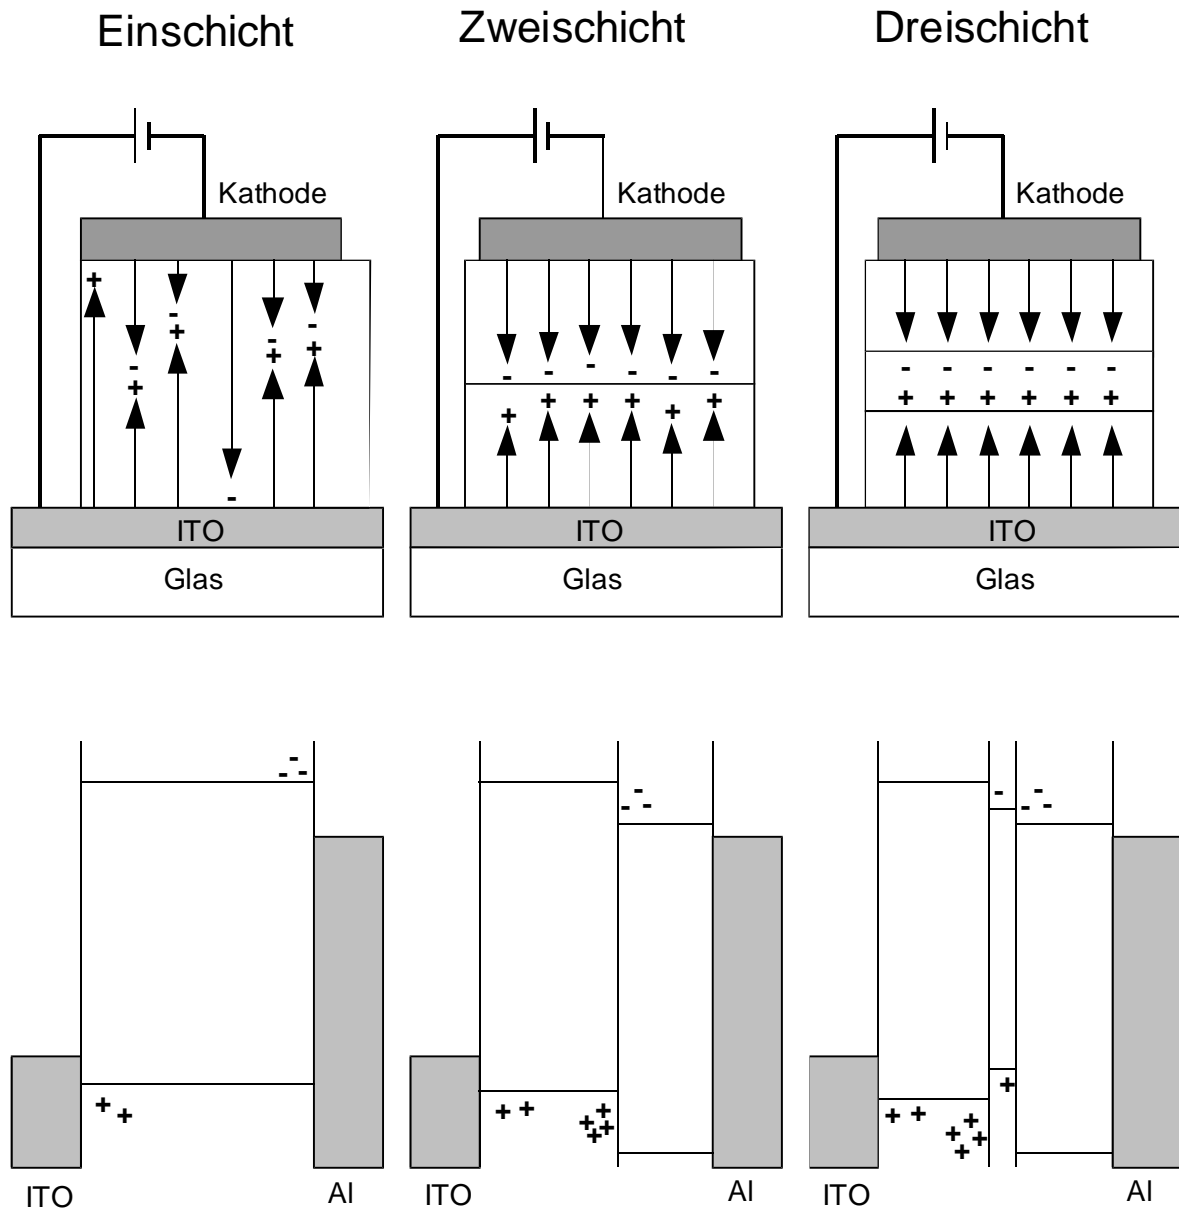 Einschicht Zweischicht Dreischicht
Kathode Kathode Kathode
ITO ITO ITO
Glas Glas Glas
ITO Al ITO Al ITO Al